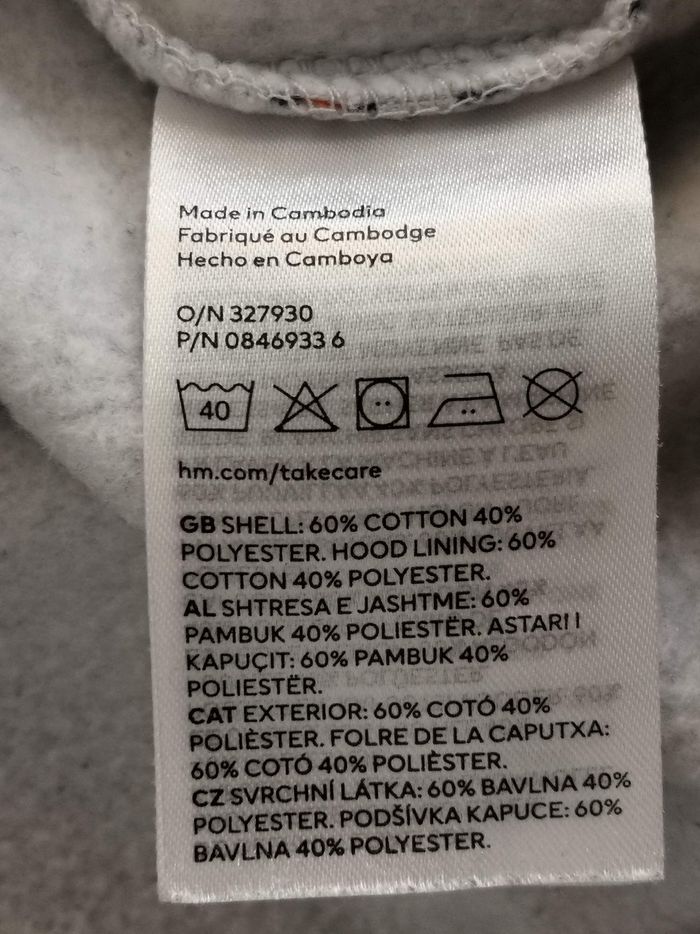 Made in Cambodia
Fabriqué au Cambodge
Hecho en Camboya
O/N 327930
P/N 0846933 6
40
hm.com/takecare
GB SHELL: 60% COTTON 40%
POLYESTER. HOOD LINING: 60%
COTTON 40% POLYESTER.
AL SHTRESA E JASHTME: 60%
PAMBUK 40% POLIESTËR. ASTARI I
KAPUÇIT: 60% PAMBUK 40%
POLIESTËR.
CAT EXTERIOR: 60% COTÓ 40%
POLIÈSTER. FOLRE DE LA CAPUTXA:
60% COTÓ 40% POLIÈSTER.
CZ SVRCHNÍ LÁTKA: 60% BAVLNA 40%
POLYESTER. PODŠÍVKA KAPUCE: 60%
BAVLNA 40% POLYESTER.